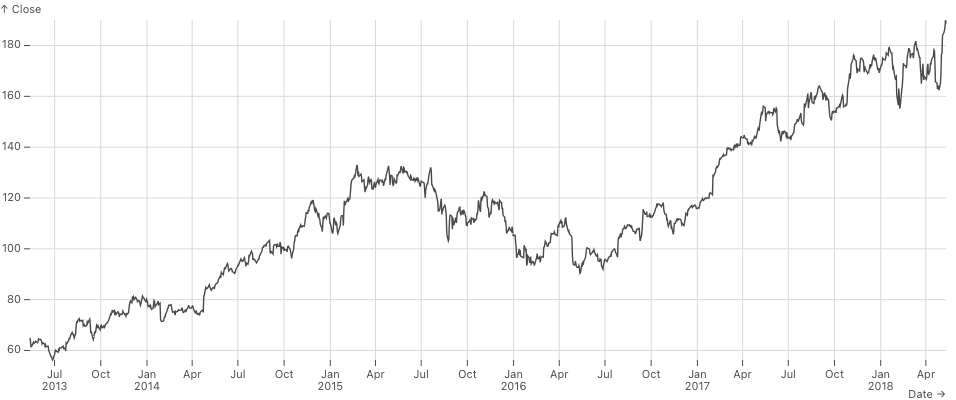 ↑ Close
180
160
140
120
100
80
60
Jul Oct Jan Apr Jul Oct Jan Apr Jul Oct Jan Apr Jul Oct Jan Apr Jul Oct Jan Apr
2013 2014 2015 2016 2017 2018
Date →